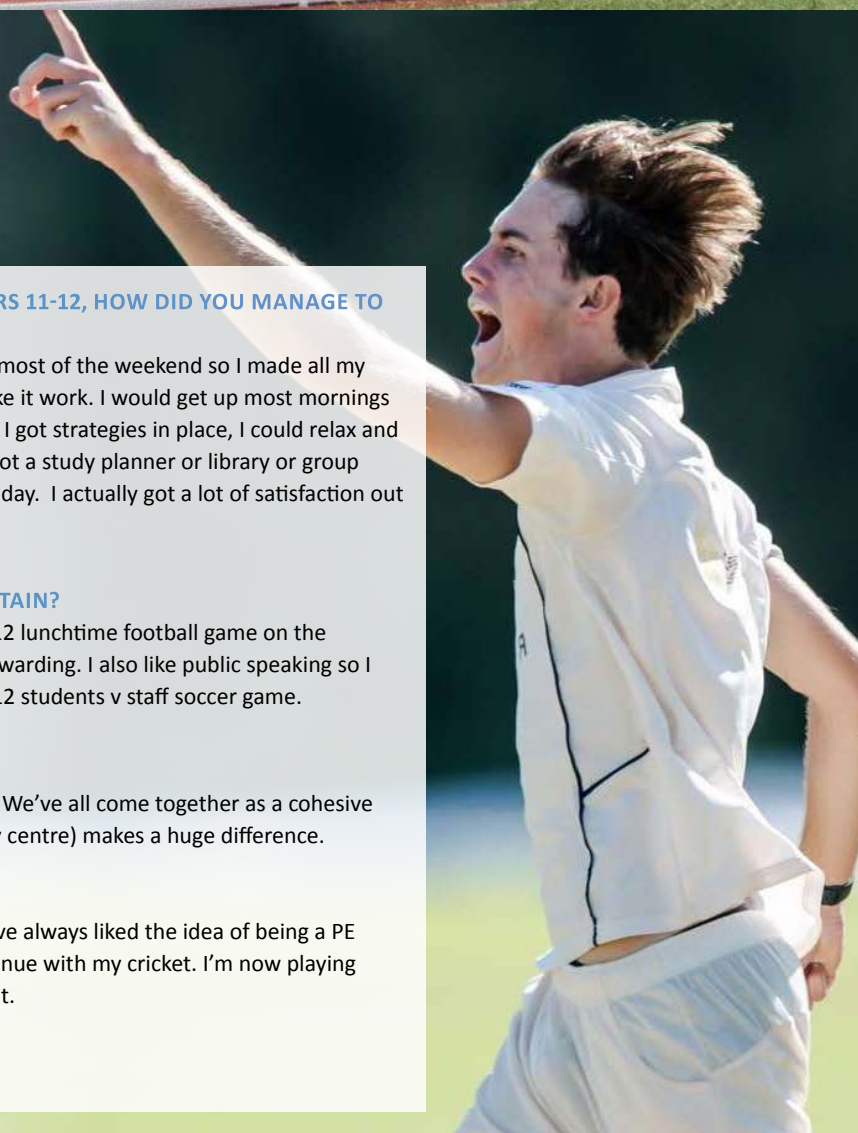 RS 11-12, HOW DID YOU MANAGE TO
most of the weekend so I made all my
ke it work. I would get up most mornings
I got strategies in place, I could relax and
ot a study planner or library or group
day. I actually got a lot of satisfaction out
TAIN?
12 lunchtime football game on the
warding. I also like public speaking so I
12 students v staff soccer game.
We’ve all come together as a cohesive
y centre) makes a huge difference.
ve always liked the idea of being a PE
nue with my cricket. I’m now playing
t.